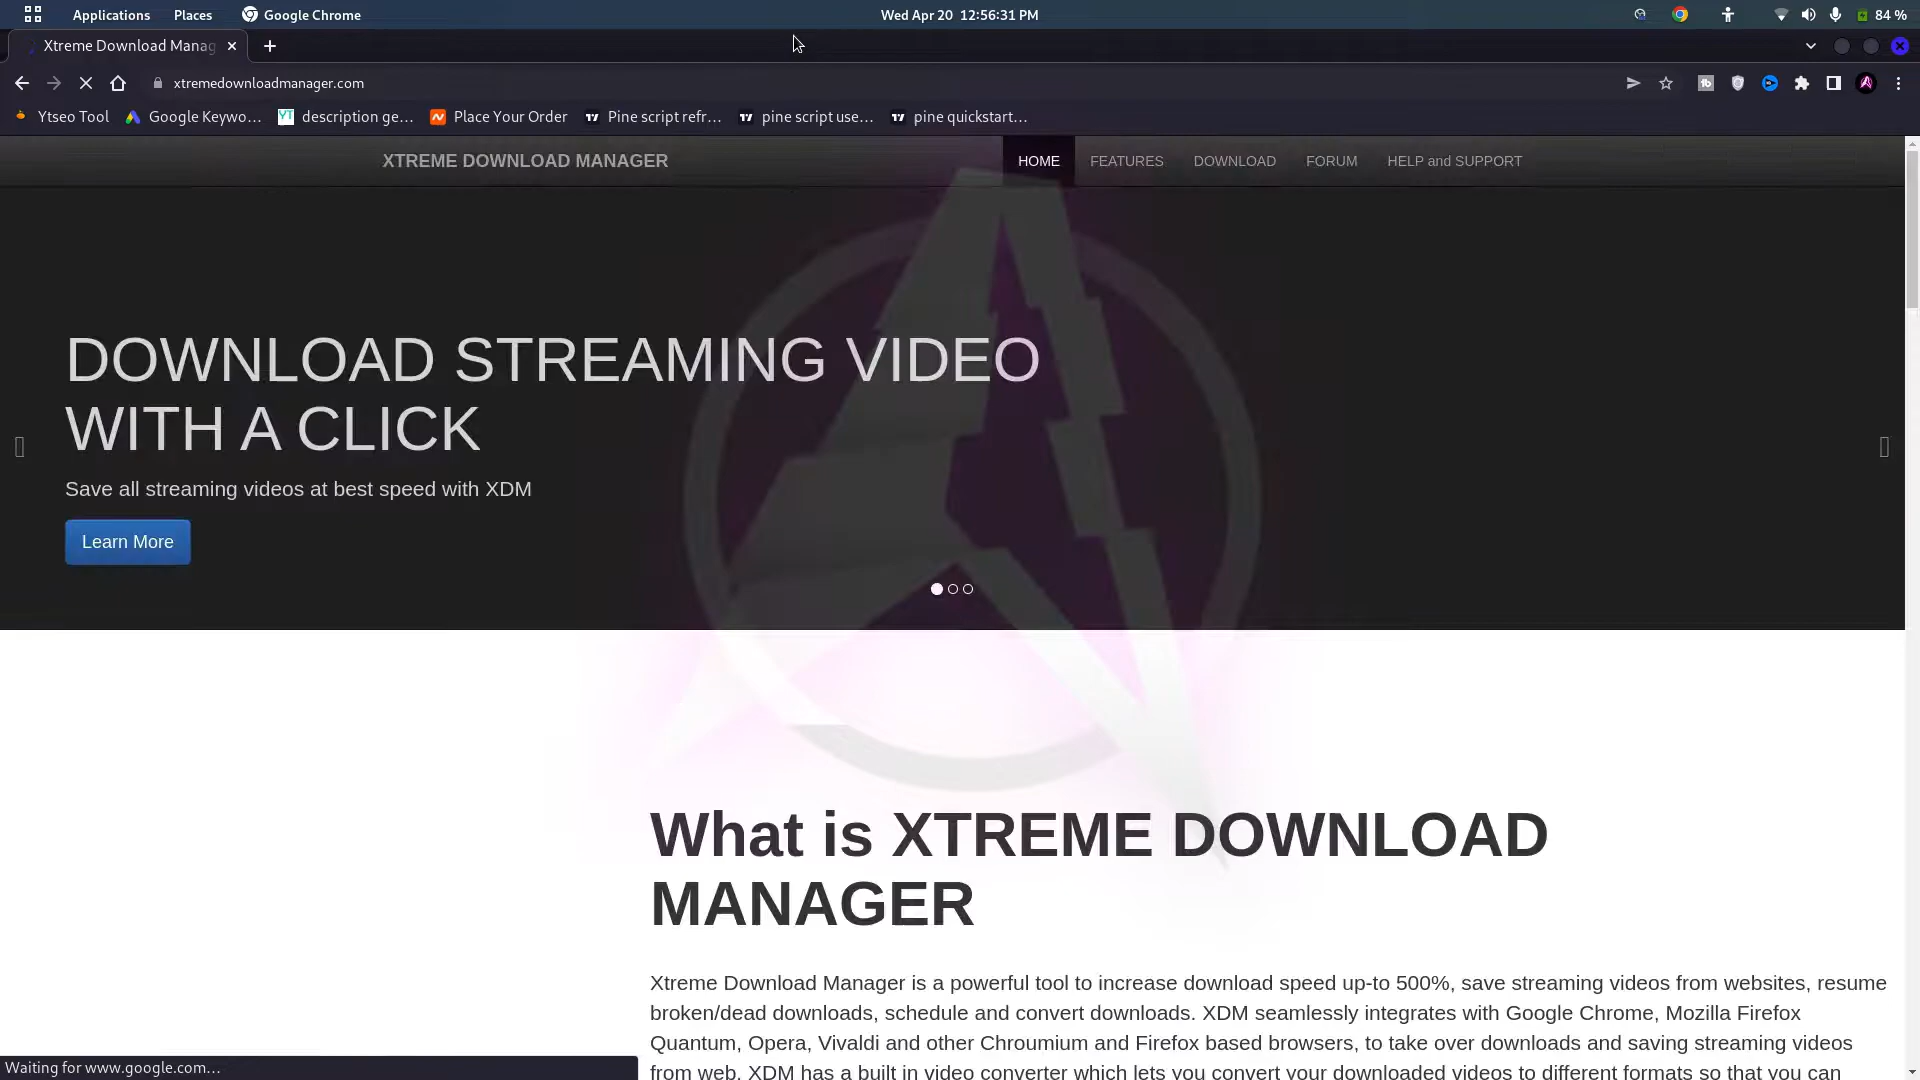 Applications Places Google Chrome Wed Apr 20 12:56:31 PM 84 %
Xtreme Download Manag
xtremedownloadmanager.com
Ytseo Tool Google Keywo... description ge... Place Your Order Pine script refr... pine script use... pine quickstart...
XTREME DOWNLOAD MANAGER HOME FEATURES DOWNLOAD FORUM HELP and SUPPORT
DOWNLOAD STREAMING VIDEO
WITH A CLICK
Save all streaming videos at best speed with XDM
Learn More
What is XTREME DOWNLOAD
MANAGER
Xtreme Download Manager is a powerful tool to increase download speed up-to 500%, save streaming videos from websites, resume
broken/dead downloads, schedule and convert downloads. XDM seamlessly integrates with Google Chrome, Mozilla Firefox
Quantum, Opera, Vivaldi and other Chroumium and Firefox based browsers, to take over downloads and saving streaming videos
from web. XDM has a built in video converter which lets you convert your downloaded videos to different formats so that you can
Waiting for www.google.com...